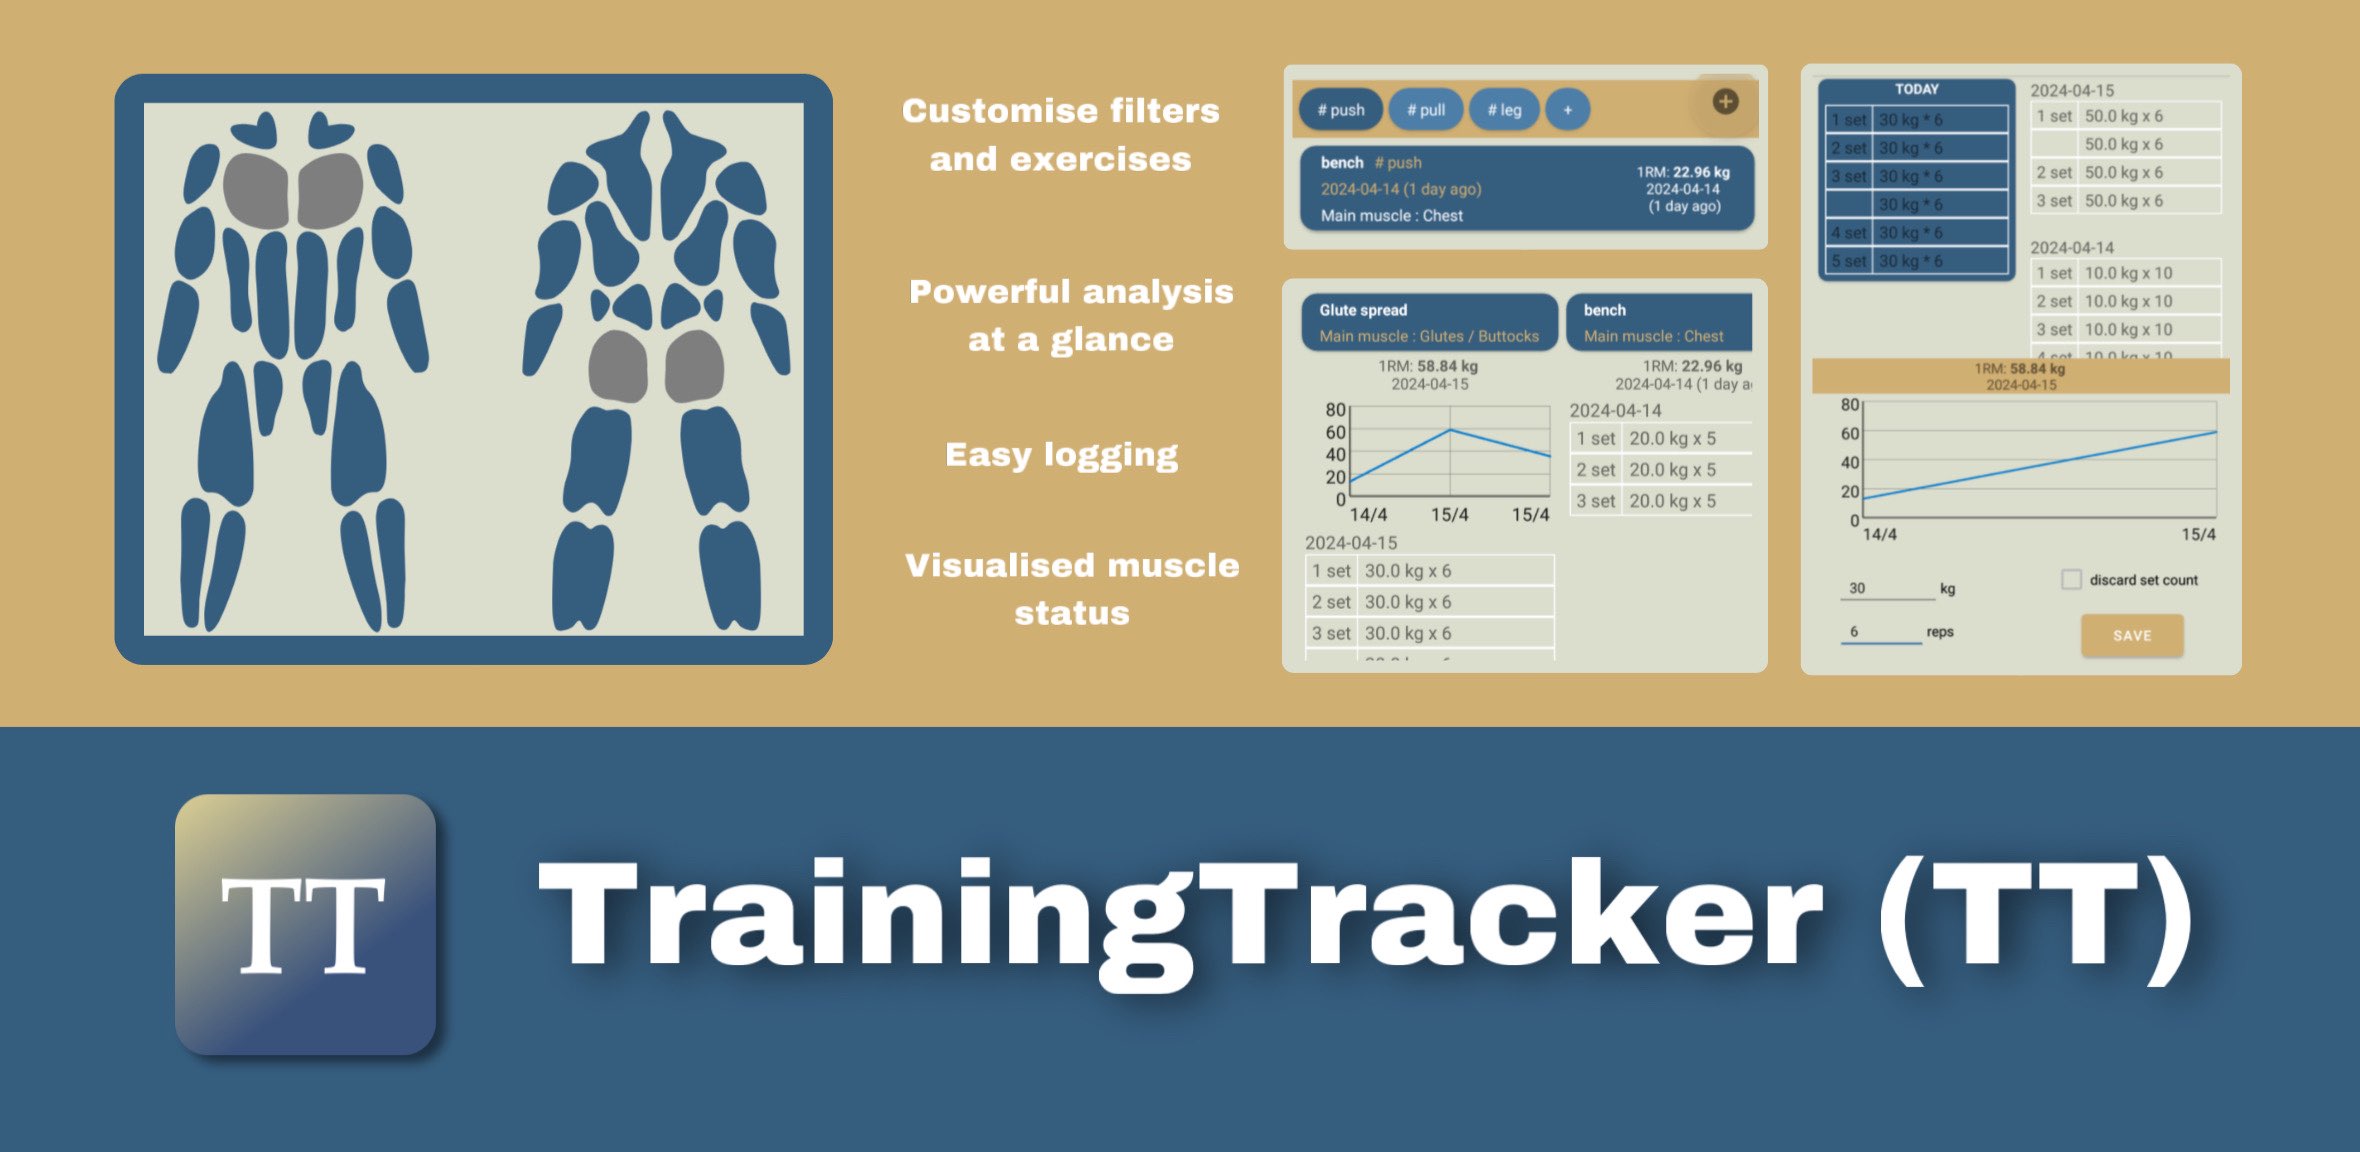 Customise filters
and exercises
Powerful analysis
at a glance
Easy logging
Visualised muscle
status
# push # pull # leg +
bench # push
2024-04-14 (1 day ago)
Main muscle : Chest
1RM: 22.96 kg
2024-04-14
(1 day ago)
Glute spread
Main muscle : Glutes / Buttocks
1RM: 58.84 kg
2024-04-15
80
60
40
20
0
14/4 15/4 15/4
2024-04-15
1 set 30.0 kg x 6
2 set 30.0 kg x 6
3 set 30.0 kg x 6
bench
Main muscle : Chest
1RM: 22.96 kg
2024-04-14 (1 day a
2024-04-14
1 set 20.0 kg x 5
2 set 20.0 kg x 5
3 set 20.0 kg x 5
TODAY
1 set 30 kg * 6
2 set 30 kg * 6
3 set 30 kg * 6
30 kg * 6
4 set 30 kg * 6
5 set 30 kg * 6
2024-04-15
1 set 50.0 kg x 6
50.0 kg x 6
2 set 50.0 kg x 6
3 set 50.0 kg x 6
2024-04-14
1 set 10.0 kg x 10
2 set 10.0 kg x 10
3 set 10.0 kg x 10
4 set 10.0 kg x 10
1RM: 58.84 kg
2024-04-15
80
60
40
20
0
14/4 15/4
30 kg
discard set count
6 reps
SAVE
TT
TrainingTracker (TT)